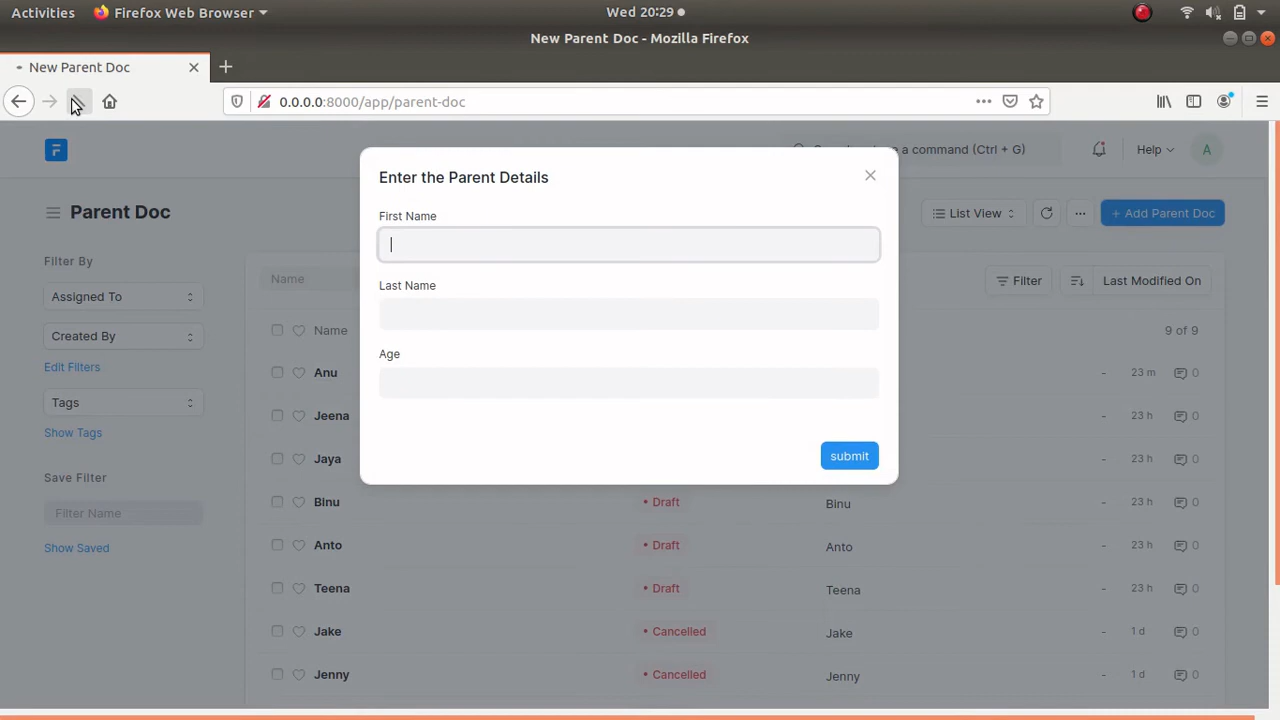 Activities Firefox Web Browser Wed 20:29
New Parent Doc - Mozilla Firefox
New Parent Doc
0.0.0.0:8000/app/parent-doc
a command (Ctrl + G) Help A
Enter the Parent Details
Parent Doc List View ... + Add Parent Doc
First Name
Filter By
Name Filter Last Modified On
Assigned To
Last Name
Created By
Name 9 of 9
Age
Edit Filters
Anu - 23 m 0
Tags
Jeena - 23 h 0
Show Tags
submit
Jaya - 23 h 0
Save Filter
Binu Draft Binu - 23 h 0
Filter Name
Anto Draft Anto - 23 h 0
Show Saved
Teena Draft Teena - 23 h 0
Jake Cancelled Jake - 1 d 0
Jenny Cancelled Jenny - 1 d 0